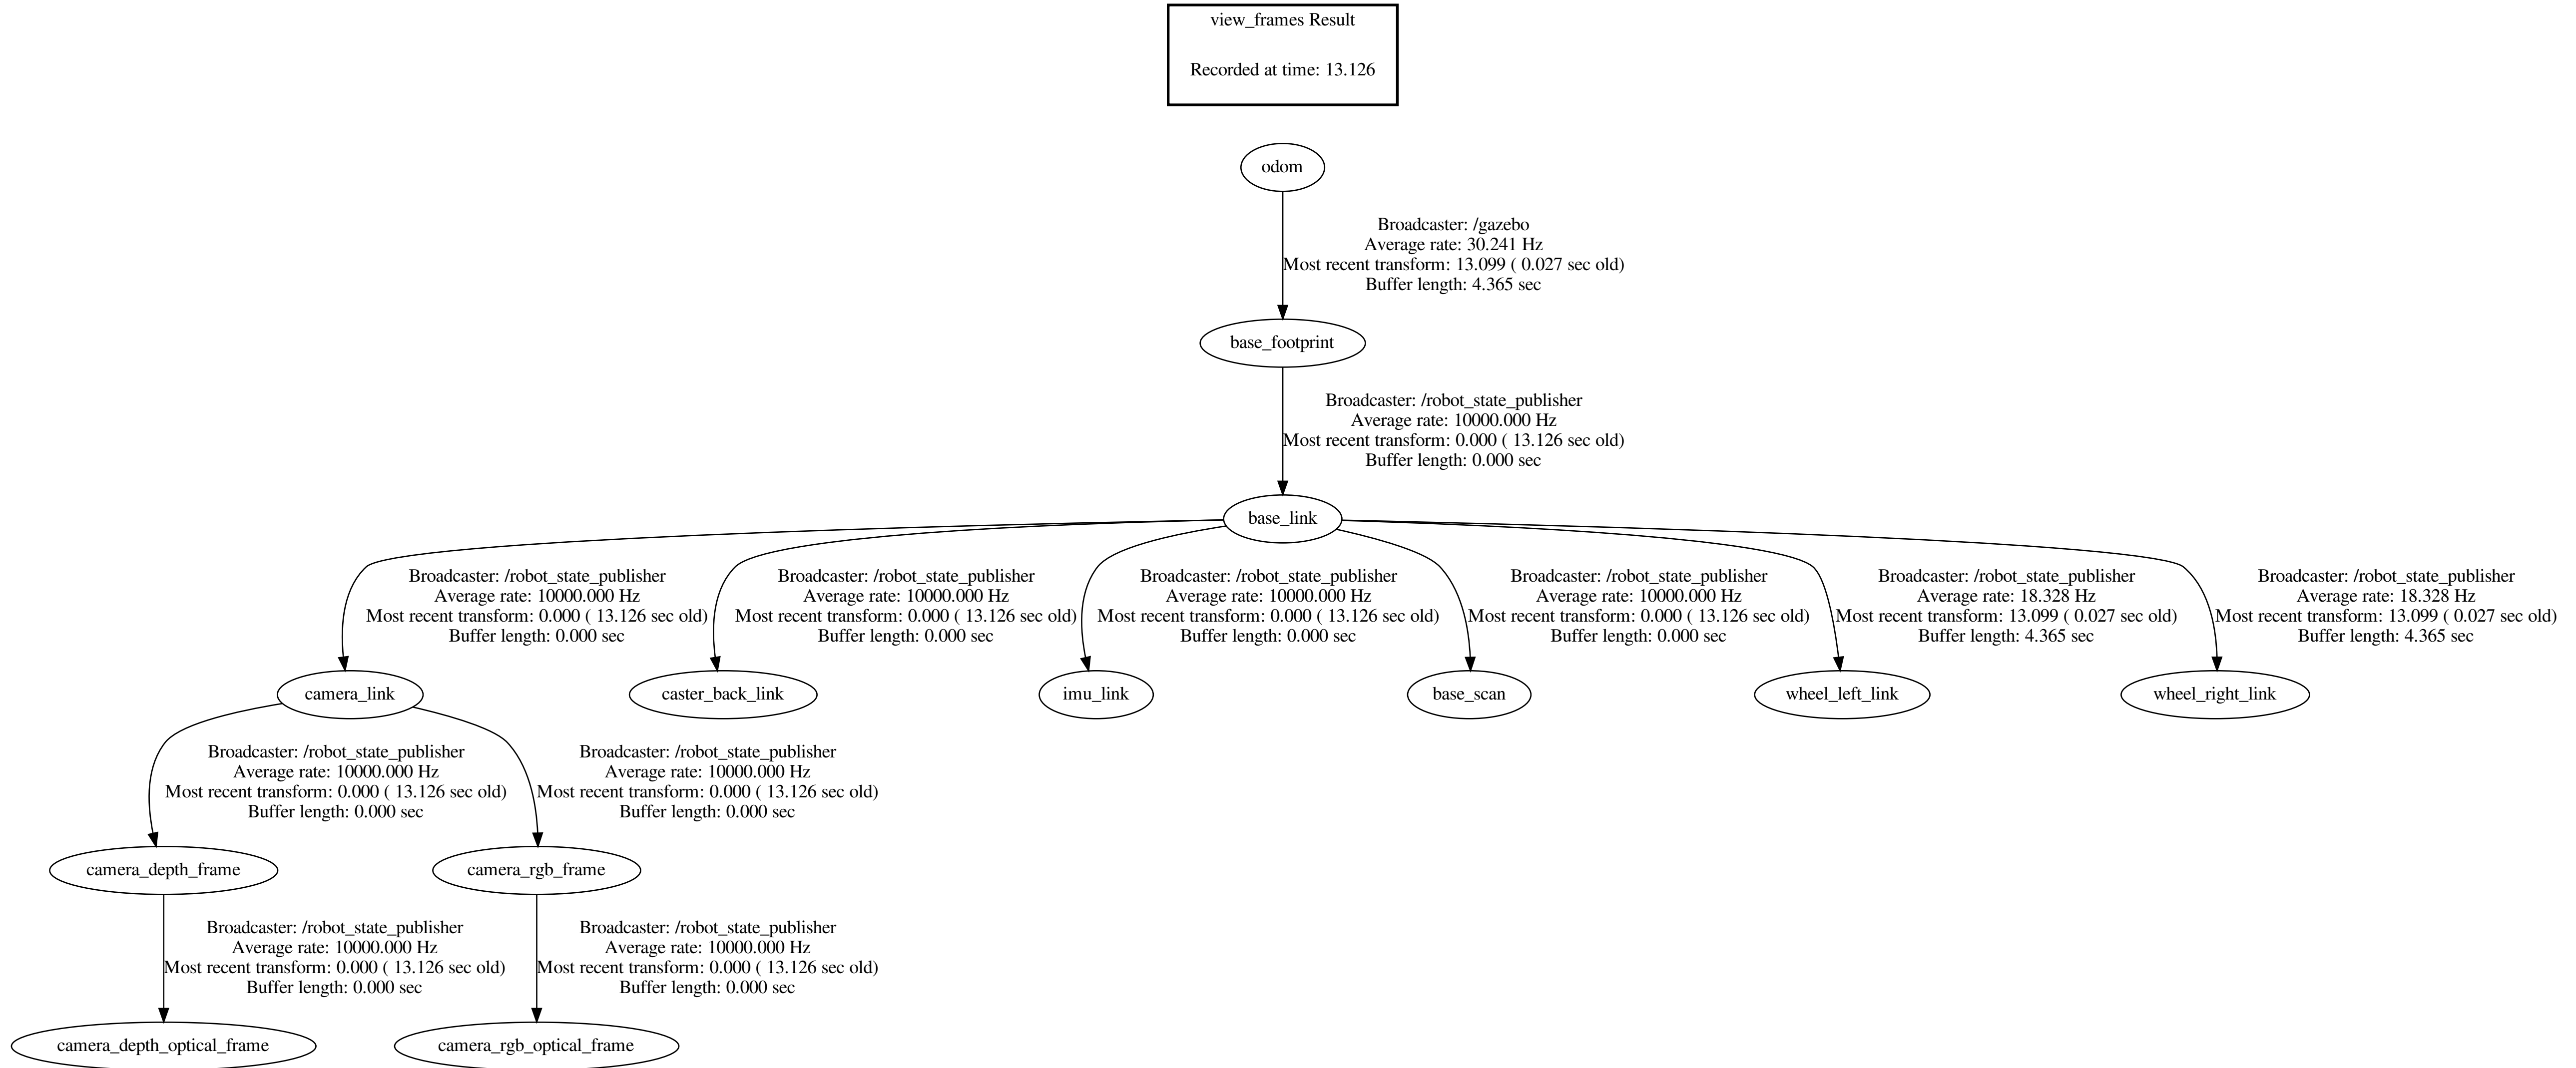 view_frames Result
Recorded at time: 13.126
odom
Broadcaster: /gazebo
Average rate: 30.241 Hz
Most recent transform: 13.099 ( 0.027 sec old)
Buffer length: 4.365 sec
base_footprint
Broadcaster: /robot_state_publisher
Average rate: 10000.000 Hz
Most recent transform: 0.000 ( 13.126 sec old)
Buffer length: 0.000 sec
base_link
Broadcaster: /robot_state_publisher
Average rate: 10000.000 Hz
Most recent transform: 0.000 ( 13.126 sec old)
Buffer length: 0.000 sec
Broadcaster: /robot_state_publisher
Average rate: 10000.000 Hz
Most recent transform: 0.000 ( 13.126 sec old)
Buffer length: 0.000 sec
Broadcaster: /robot_state_publisher
Average rate: 10000.000 Hz
Most recent transform: 0.000 ( 13.126 sec old)
Buffer length: 0.000 sec
Broadcaster: /robot_state_publisher
Average rate: 10000.000 Hz
Most recent transform: 0.000 ( 13.126 sec old)
Buffer length: 0.000 sec
Broadcaster: /robot_state_publisher
Average rate: 18.328 Hz
Most recent transform: 13.099 ( 0.027 sec old)
Buffer length: 4.365 sec
Broadcaster: /robot_state_publisher
Average rate: 18.328 Hz
Most recent transform: 13.099 ( 0.027 sec old)
Buffer length: 4.365 sec
camera_link
caster_back_link
imu_link
base_scan
wheel_left_link
wheel_right_link
Broadcaster: /robot_state_publisher
Average rate: 10000.000 Hz
Most recent transform: 0.000 ( 13.126 sec old)
Buffer length: 0.000 sec
Broadcaster: /robot_state_publisher
Average rate: 10000.000 Hz
Most recent transform: 0.000 ( 13.126 sec old)
Buffer length: 0.000 sec
camera_depth_frame
camera_rgb_frame
Broadcaster: /robot_state_publisher
Average rate: 10000.000 Hz
Most recent transform: 0.000 ( 13.126 sec old)
Buffer length: 0.000 sec
Broadcaster: /robot_state_publisher
Average rate: 10000.000 Hz
Most recent transform: 0.000 ( 13.126 sec old)
Buffer length: 0.000 sec
camera_depth_optical_frame
camera_rgb_optical_frame